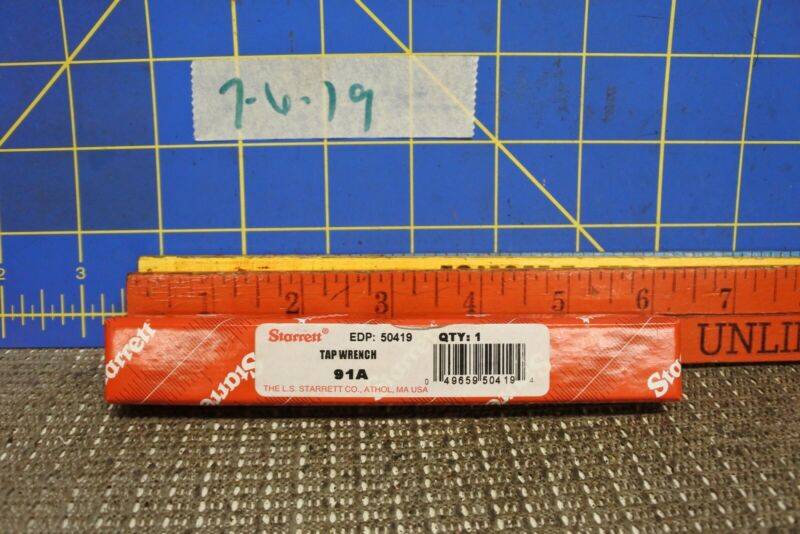 7-6-19
2 3
1 2 3 4 5 6 7
UNLI
Starrett
Starrett
Starrett® EDP: 50419 QTY: 1
TAP WRENCH
91A
0 49659 50419 4
THE L.S. STARRETT CO., ATHOL, MA USA
St